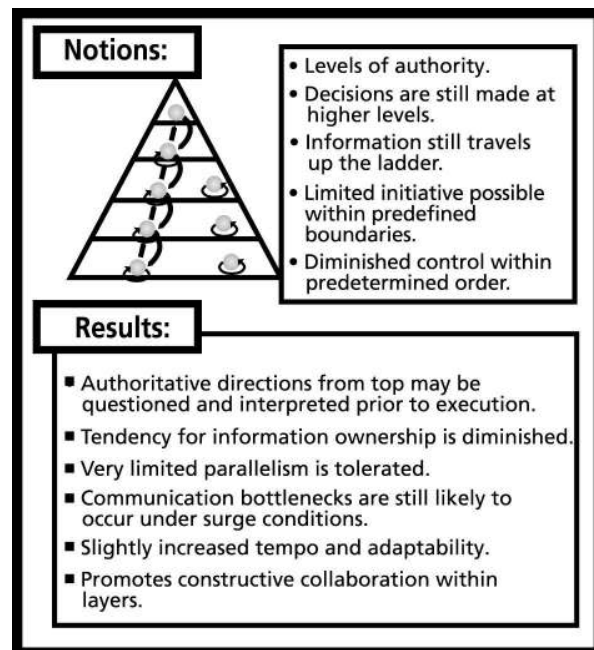 Notions:
• Levels of authority.
• Decisions are still made at
higher levels.
• Information still travels
up the ladder.
• Limited initiative possible
within predefined
boundaries.
• Diminished control within
predetermined order.
Results:
■ Authoritative directions from top may be
questioned and interpreted prior to execution.
■ Tendency for information ownership is diminished.
■ Very limited parallelism is tolerated.
■ Communication bottlenecks are still likely to
occur under surge conditions.
■ Slightly increased tempo and adaptability.
■ Promotes constructive collaboration within
layers.